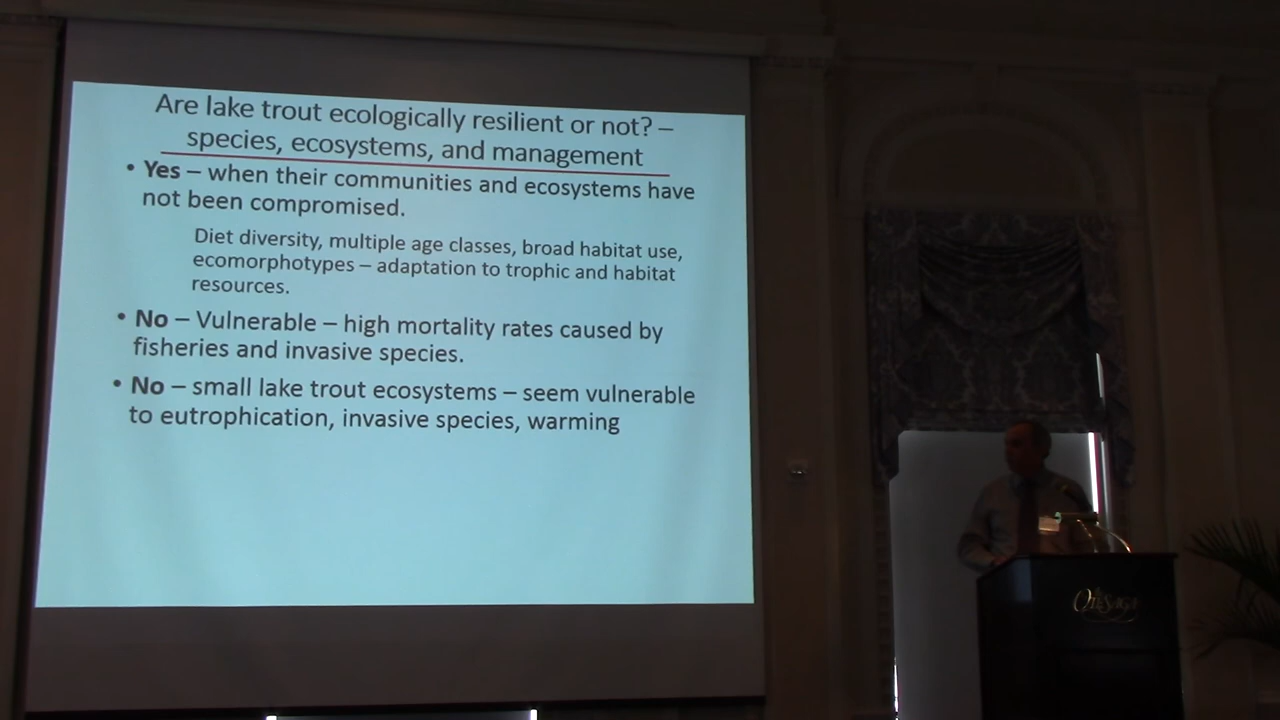 Are lake trout ecologically resilient or not? –
species, ecosystems, and management
• Yes – when their communities and ecosystems have
not been compromised.
Diet diversity, multiple age classes, broad habitat use,
ecomorphotypes – adaptation to trophic and habitat
resources.
• No – Vulnerable – high mortality rates caused by
fisheries and invasive species.
• No – small lake trout ecosystems – seem vulnerable
to eutrophication, invasive species, warming
The
OTESAGA